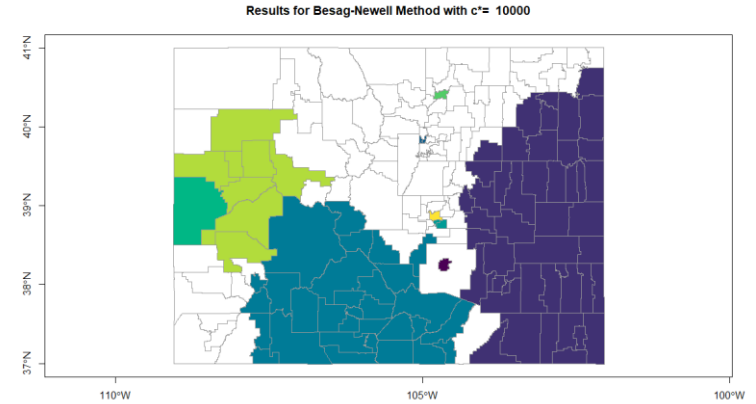 Results for Besag-Newell Method with c*= 10000
41°N
40°N
39°N
38°N
37°N
110°W
105°W
100°W